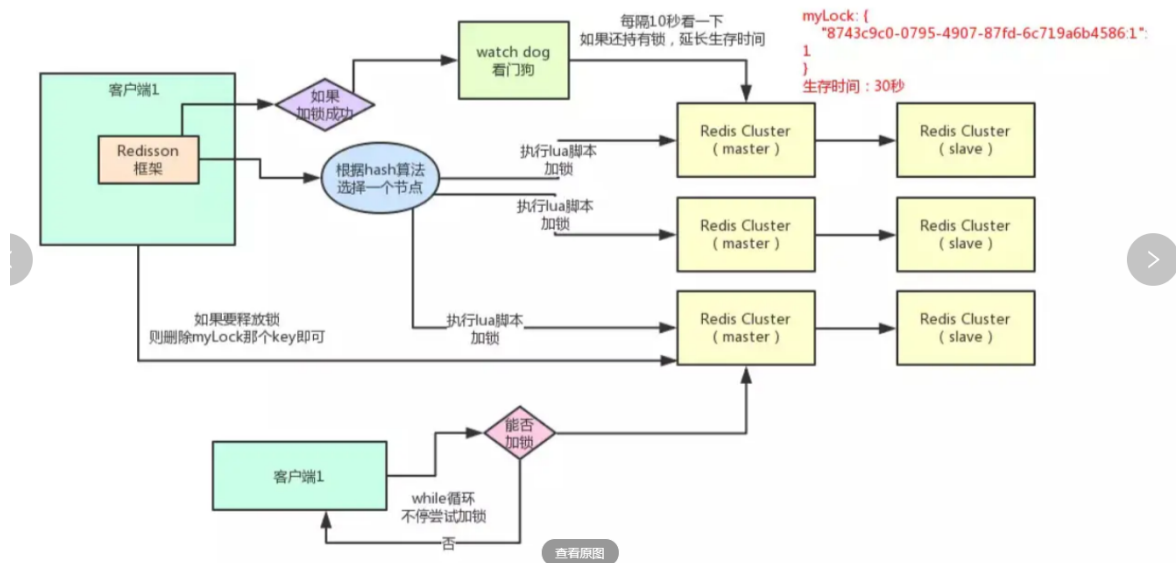 每隔10秒看一下
如果还持有锁，延长生存时间
myLock: {
"8743c9c0-0795-4907-87fd-6c719a6b4586:1":
1
}
生存时间：30秒
watch dog
看门狗
客户端1
如果
加锁成功
Redisson
框架
根据hash算法
选择一个节点
执行lua脚本
加锁
Redis Cluster
（ master ）
Redis Cluster
（ slave ）
执行lua脚本
加锁
Redis Cluster
（ master ）
Redis Cluster
（ slave ）
如果要释放锁
则删除myLock那个key即可
执行lua脚本
加锁
Redis Cluster
（ master ）
Redis Cluster
（ slave ）
能否
加锁
客户端1
while循环
不停尝试加锁
否
查看原图